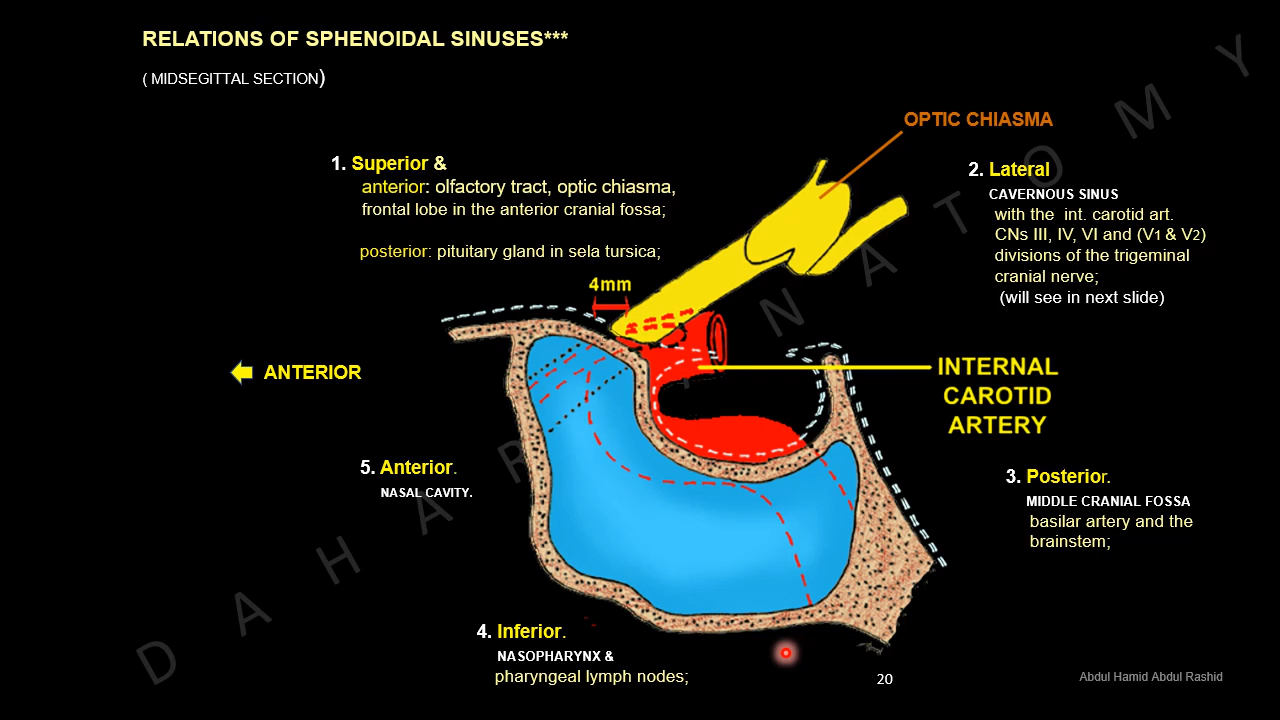 RELATIONS OF SPHENOIDAL SINUSES***
( MIDSEGITTAL SECTION)
OPTIC CHIASMA
1. Superior &
anterior: olfactory tract, optic chiasma,
frontal lobe in the anterior cranial fossa;
posterior: pituitary gland in sela tursica;
4mm
2. Lateral
CAVERNOUS SINUS
with the int. carotid art.
CNs III, IV, VI and (V1 & V2)
divisions of the trigeminal
cranial nerve;
(will see in next slide)
ANTERIOR
INTERNAL
CAROTID
ARTERY
5. Anterior.
NASAL CAVITY.
3. Posterior.
MIDDLE CRANIAL FOSSA
basilar artery and the
brainstem;
4. Inferior.
NASOPHARYNX &
pharyngeal lymph nodes;
20
Abdul Hamid Abdul Rashid